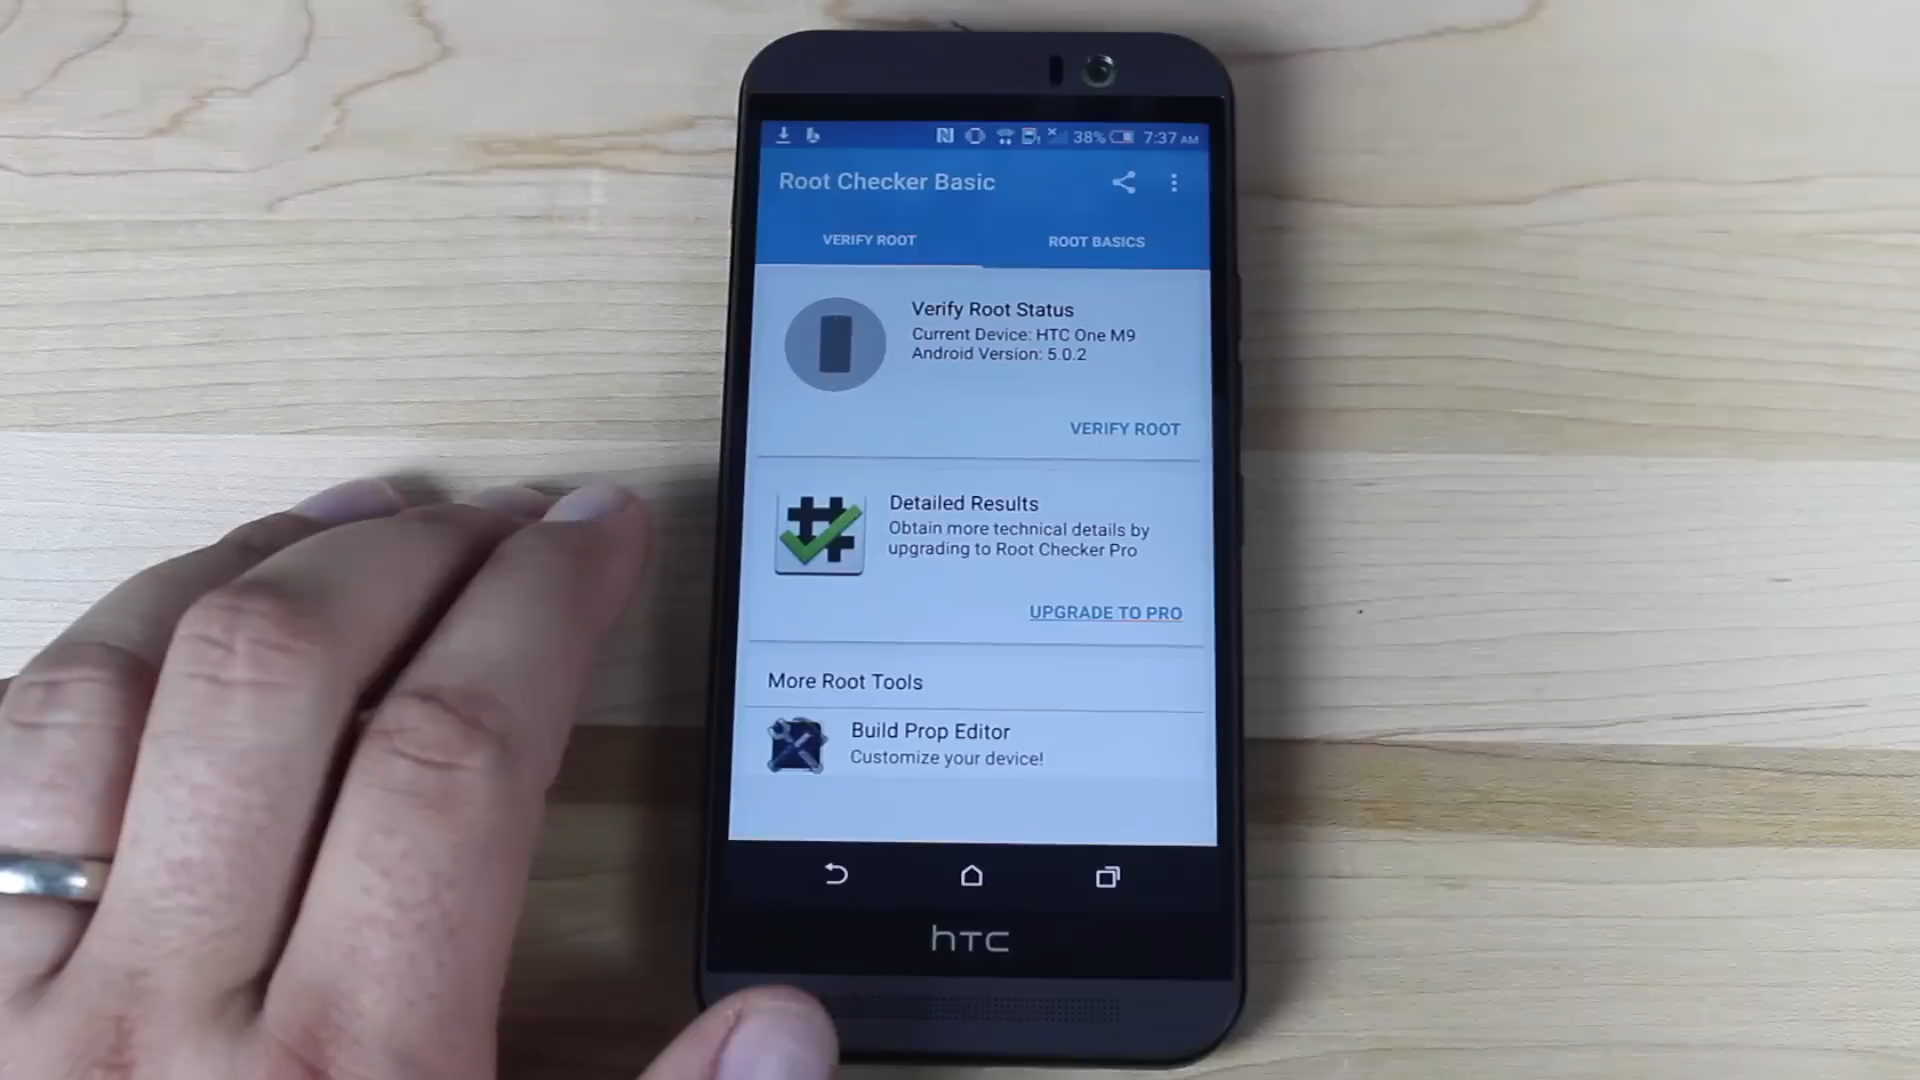 38% 7:37 AM
Root Checker Basic
VERIFY ROOT
ROOT BASICS
Verify Root Status
Current Device: HTC One M9
Android Version: 5.0.2
VERIFY ROOT
Detailed Results
Obtain more technical details by
upgrading to Root Checker Pro
UPGRADE TO PRO
More Root Tools
Build Prop Editor
Customize your device!
hTC